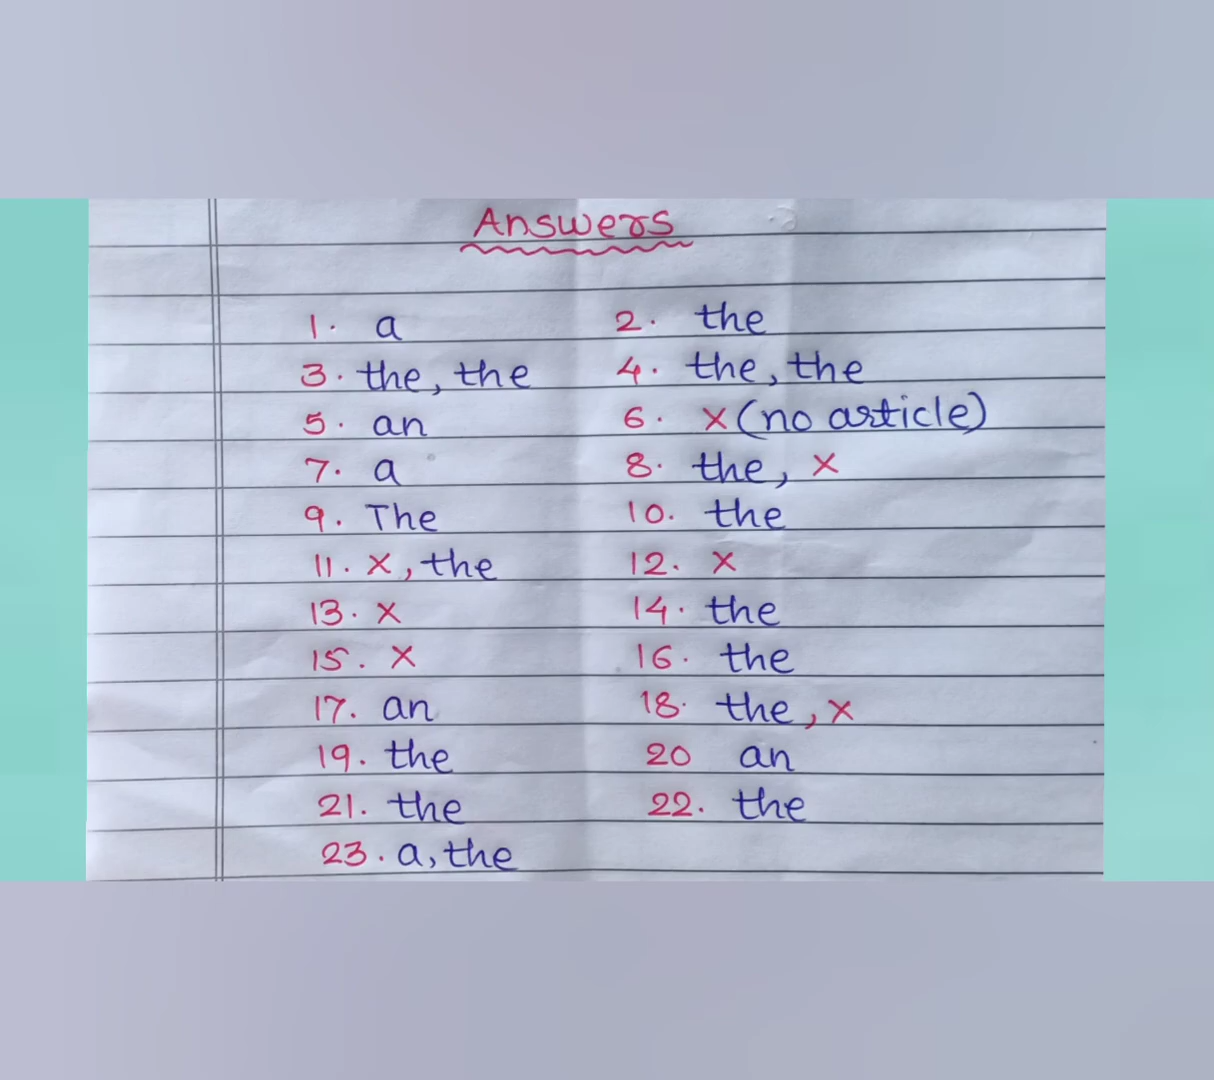 Answers
1. a 2. the
3. the, the 4. the, the
5. an 6. x (no article)
7. a 8. the, x
9. The 10. the
11. x, the 12. x
13. x 14. the
15. x 16. the
17. an 18. the, x
19. the 20 an
21. the 22. the
23. a, the